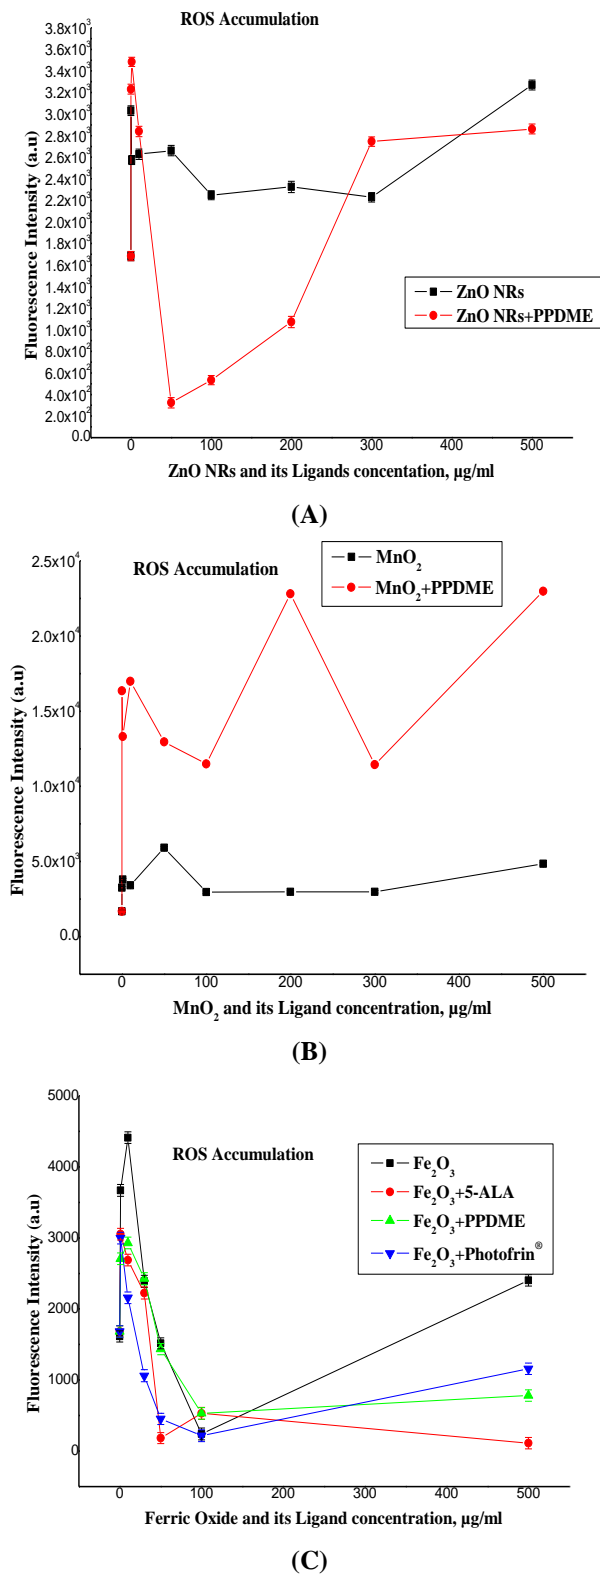 ROS Accumulation
3.8x10³
3.6x10³
3.4x10³
3.2x10³
3.0x10³
2.8x10³
2.6x10³
2.4x10³
2.2x10³
2.0x10³
1.8x10³
1.6x10³
1.4x10³
1.2x10³
1.0x10³
8.0x10²
6.0x10²
4.0x10²
2.0x10²
0.0
Fluorescence Intensity (a.u)
ZnO NRs
ZnO NRs+PPDME
0 100 200 300 400 500
ZnO NRs and its Ligands concentation, µg/ml
(A)
ROS Accumulation
MnO₂
MnO₂+PPDME
2.5x10⁴
2.0x10⁴
1.5x10⁴
1.0x10⁴
5.0x10³
0.0
Fluorescence Intensity (a.u)
0 100 200 300 400 500
MnO₂ and its Ligand concentration, µg/ml
(B)
ROS Accumulation
Fe₂O₃
Fe₂O₃+5-ALA
Fe₂O₃+PPDME
Fe₂O₃+Photofrin®
5000
4000
3000
2000
1000
0
Fluorescence Intensity (a.u)
0 100 200 300 400 500
Ferric Oxide and its Ligand concentration, µg/ml
(C)